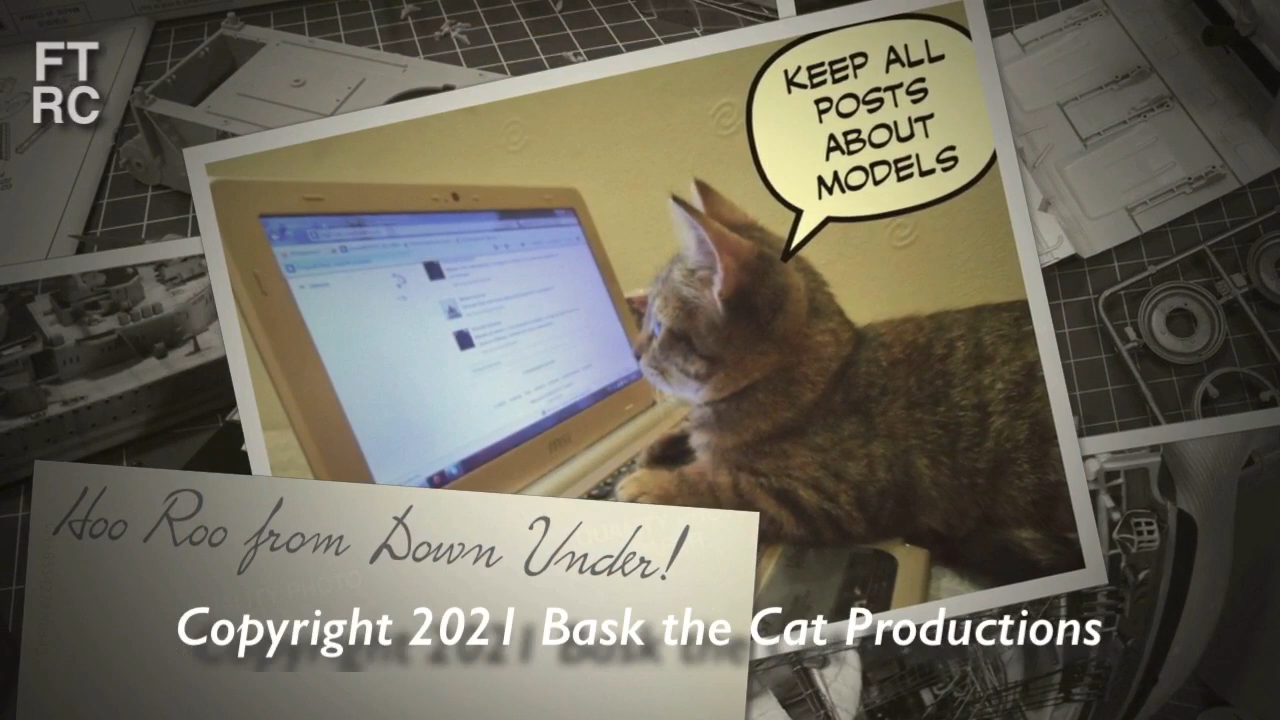 FT
RC
KEEP ALL
POSTS
ABOUT
MODELS
Hoo Roo from Down Under!
Copyright 2021 Bask the Cat Productions